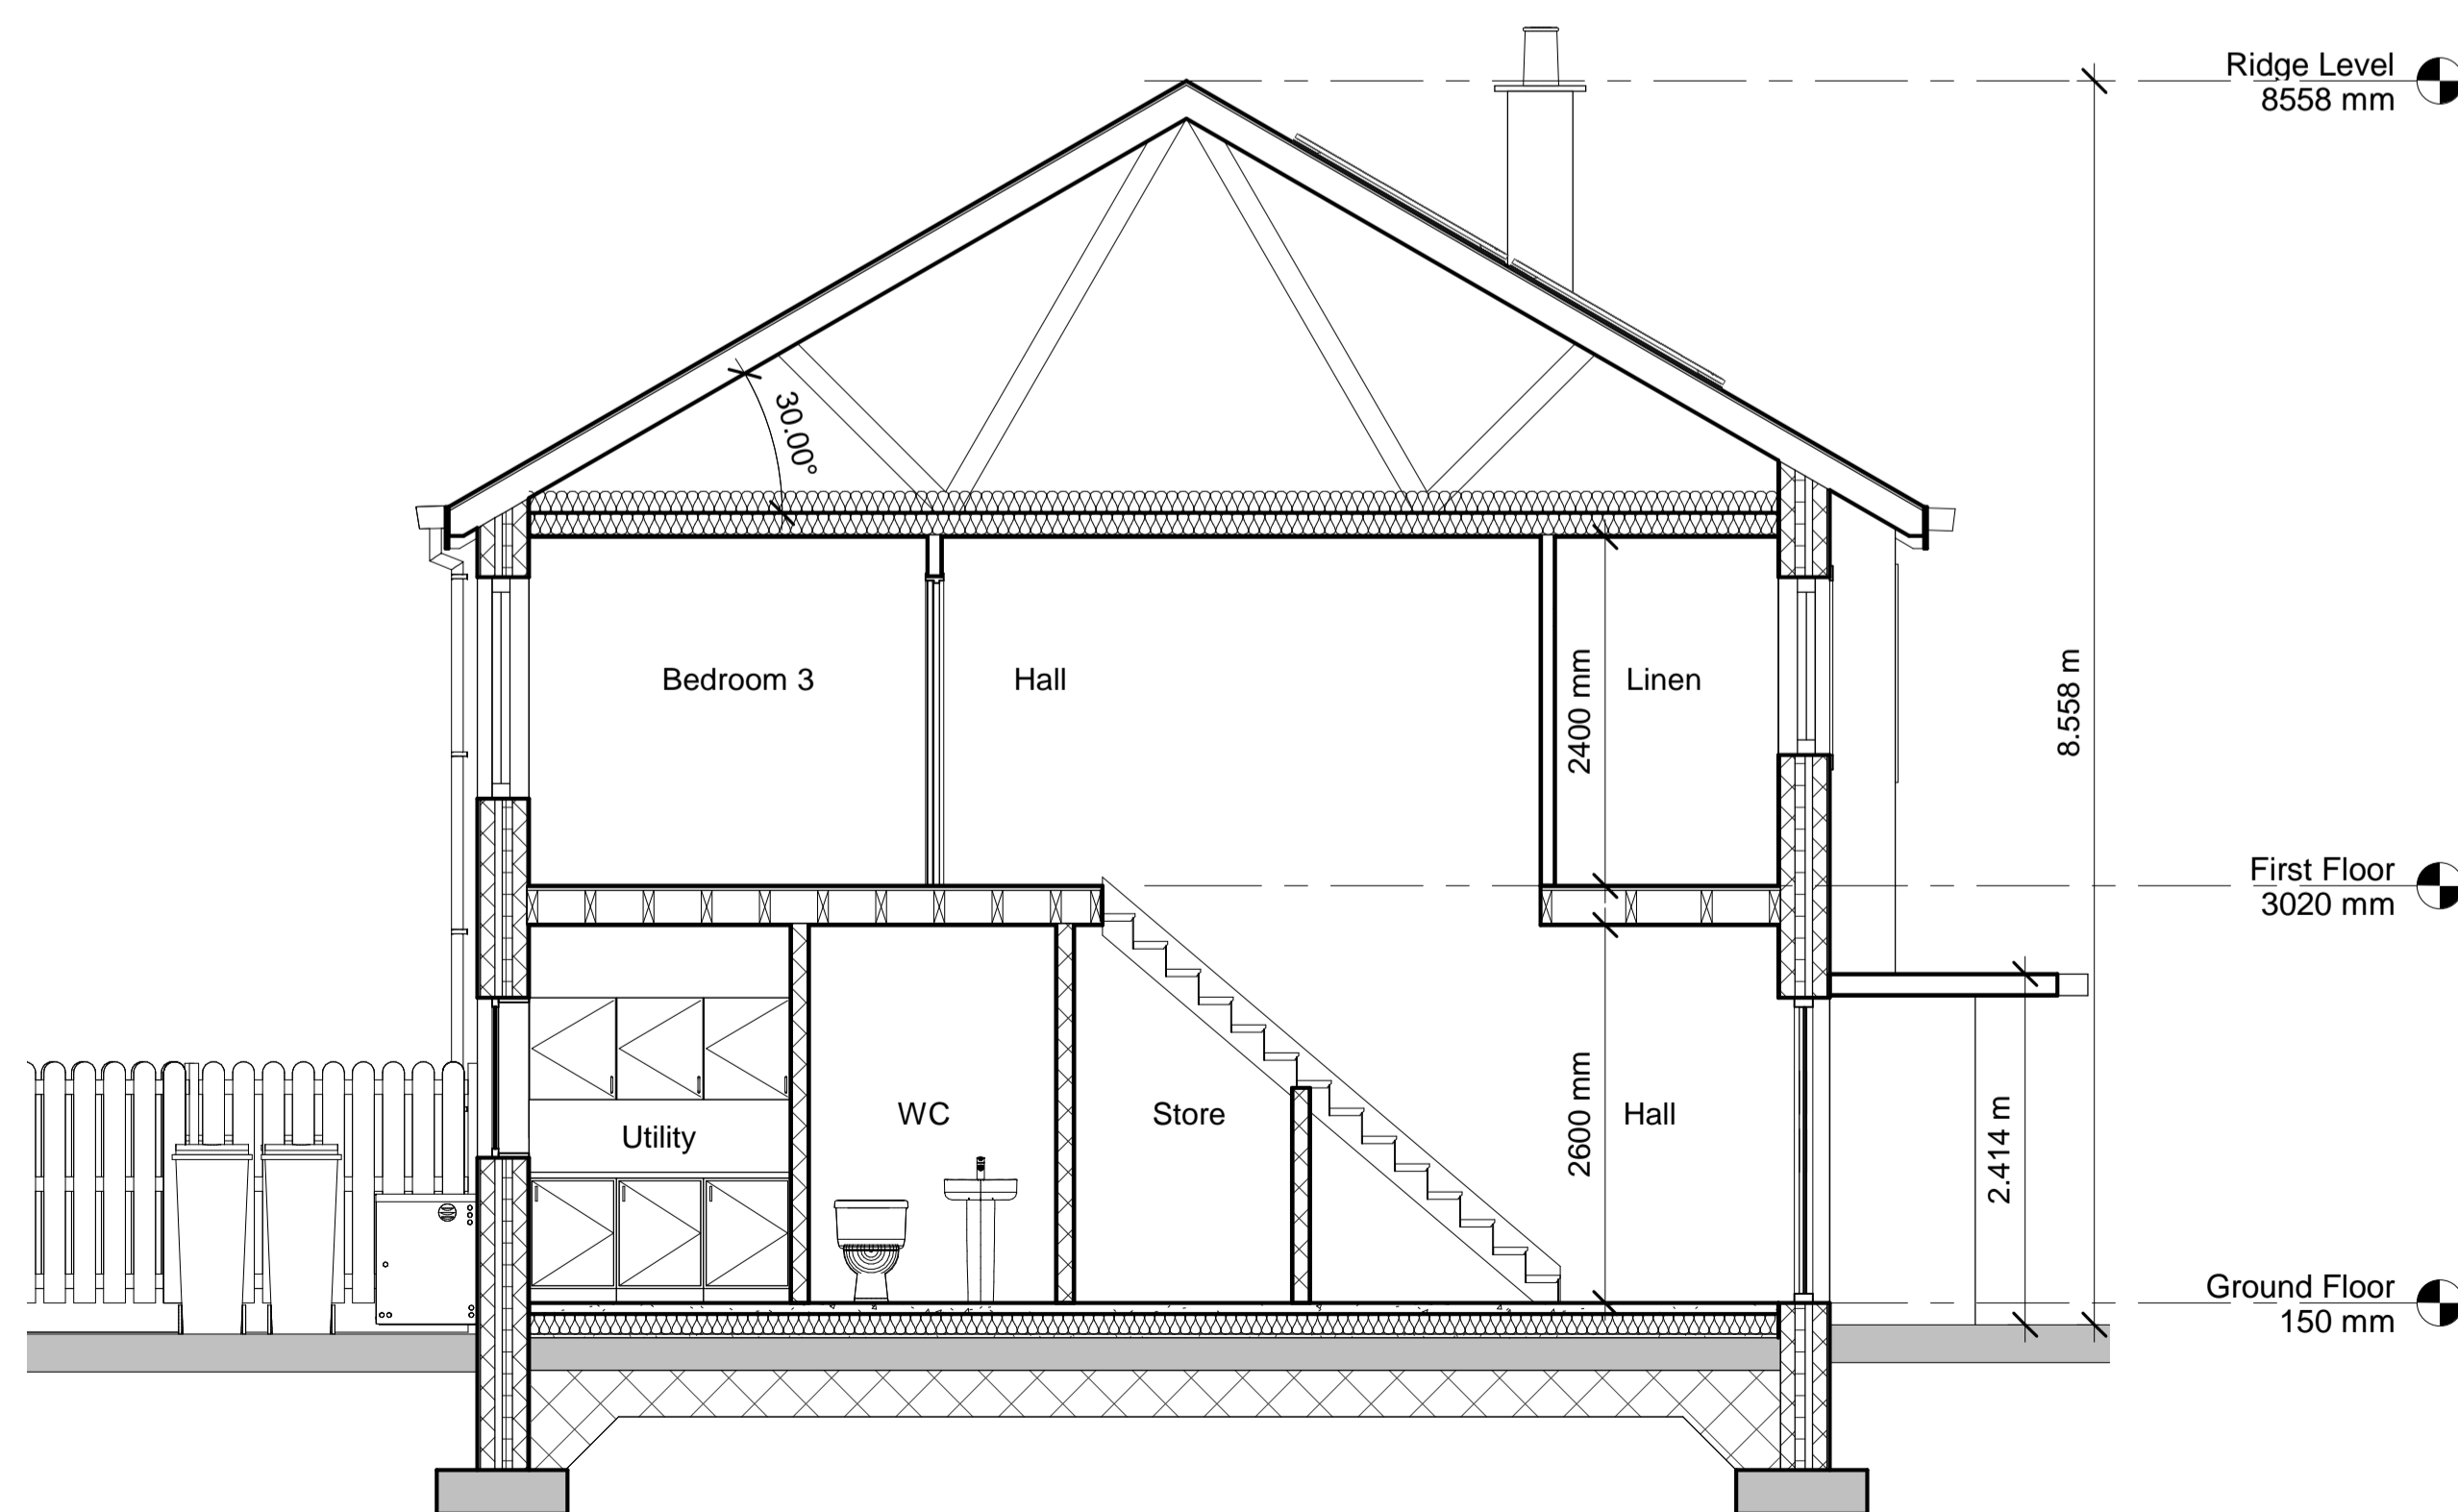 Ridge Level
8558 mm
30.00°
Bedroom 3
Hall
2400 mm
Linen
8.558 m
First Floor
3020 mm
Utility
WC
Store
2600 mm
Hall
2.414 m
Ground Floor
150 mm